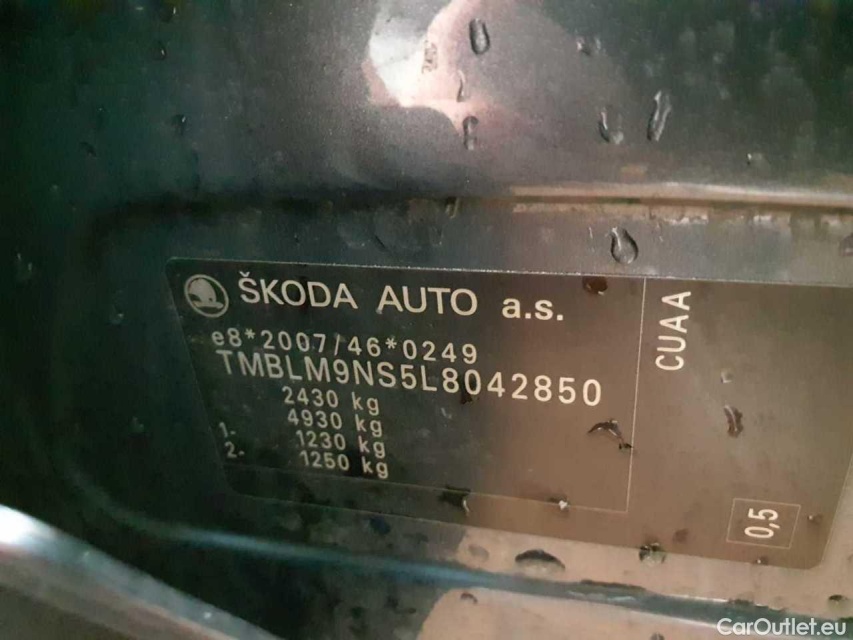 ŠKODA AUTO a.s.
e8*2007/46*0249
TMBLM9NS5L8042850
2430 kg
4930 kg
1- 1230 kg
2- 1250 kg
CUAA
0,5
CarOutlet.eu